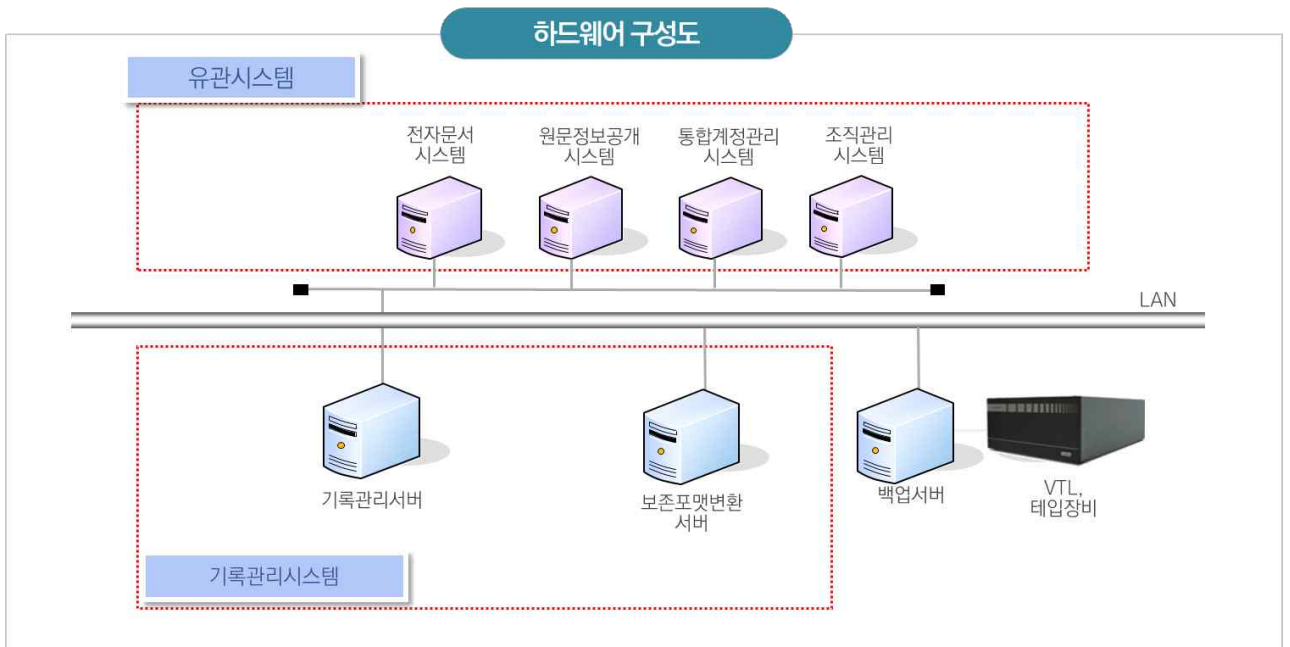 하드웨어 구성도
유관시스템
전자문서
시스템
원문정보공개
시스템
통합계정관리
시스템
조직관리
시스템
LAN
기록관리서버
보존포맷변환
서버
백업서버
VTL,
테입장비
기록관리시스템